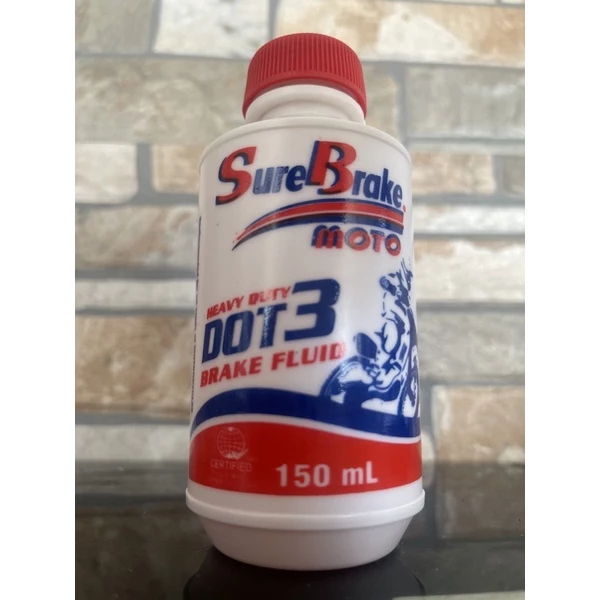 SureBrake
MOTO
HEAVY DUTY
DOT3
BRAKE FLUID
CERTIFIED
150 mL